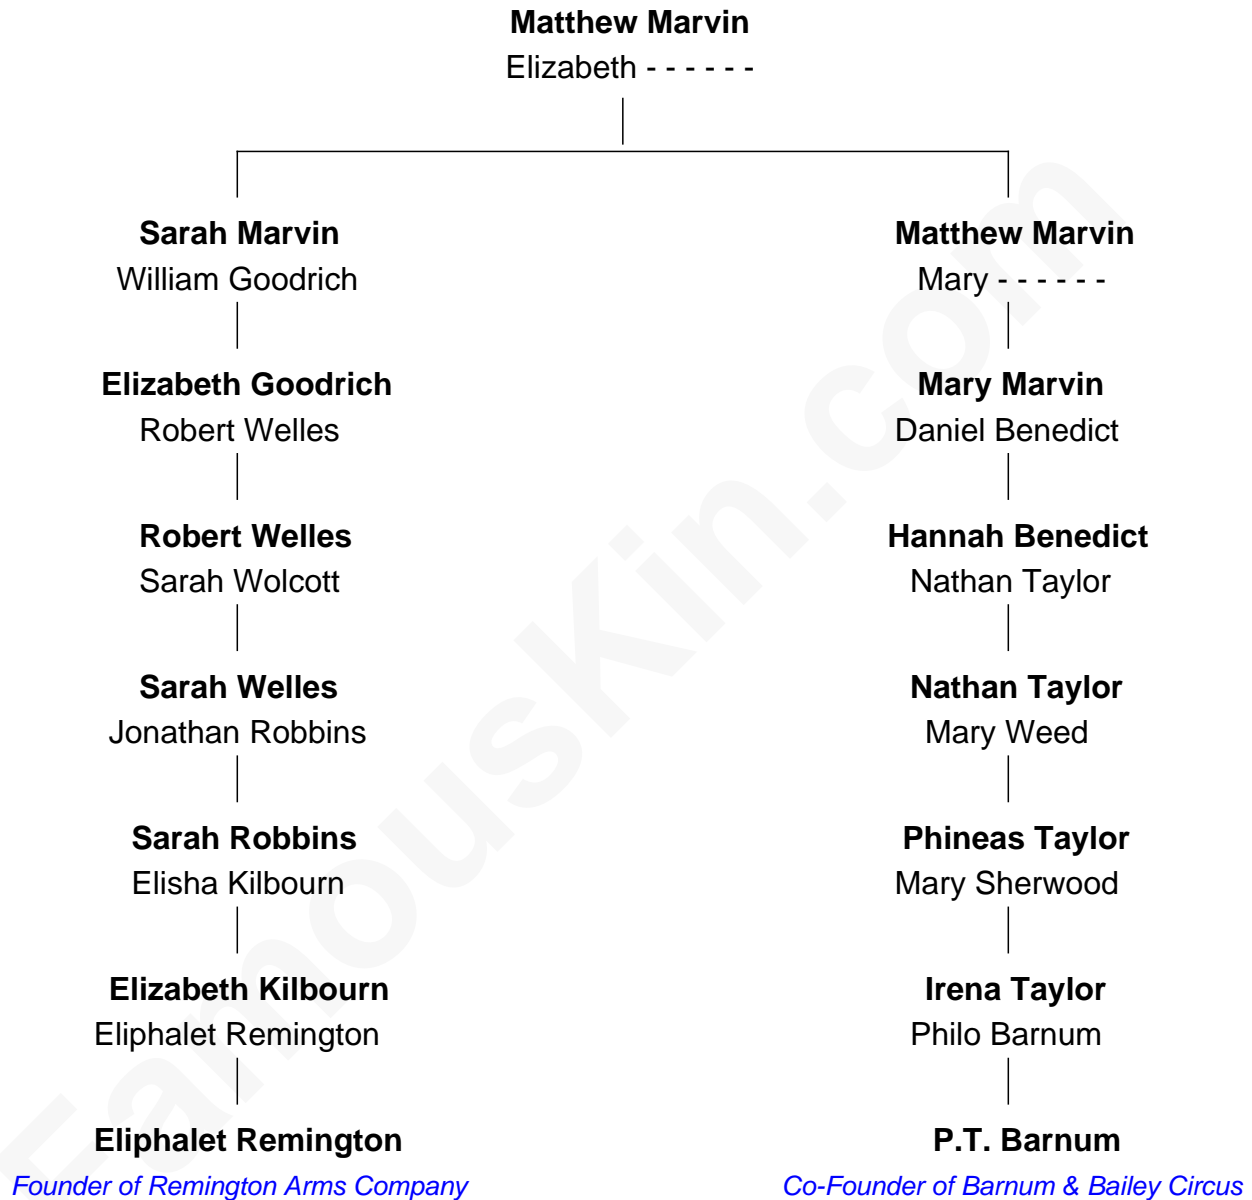 Matthew Marvin
Elizabeth - - - - - -
Sarah Marvin
William Goodrich
Matthew Marvin
Mary - - - - - -
Elizabeth Goodrich
Robert Welles
Mary Marvin
Daniel Benedict
Robert Welles
Sarah Wolcott
Hannah Benedict
Nathan Taylor
Sarah Welles
Jonathan Robbins
Nathan Taylor
Mary Weed
Sarah Robbins
Elisha Kilbourn
Phineas Taylor
Mary Sherwood
Elizabeth Kilbourn
Eliphalet Remington
Irena Taylor
Philo Barnum
Eliphalet Remington
Founder of Remington Arms Company
P.T. Barnum
Co-Founder of Barnum & Bailey Circus
FamousKin.com